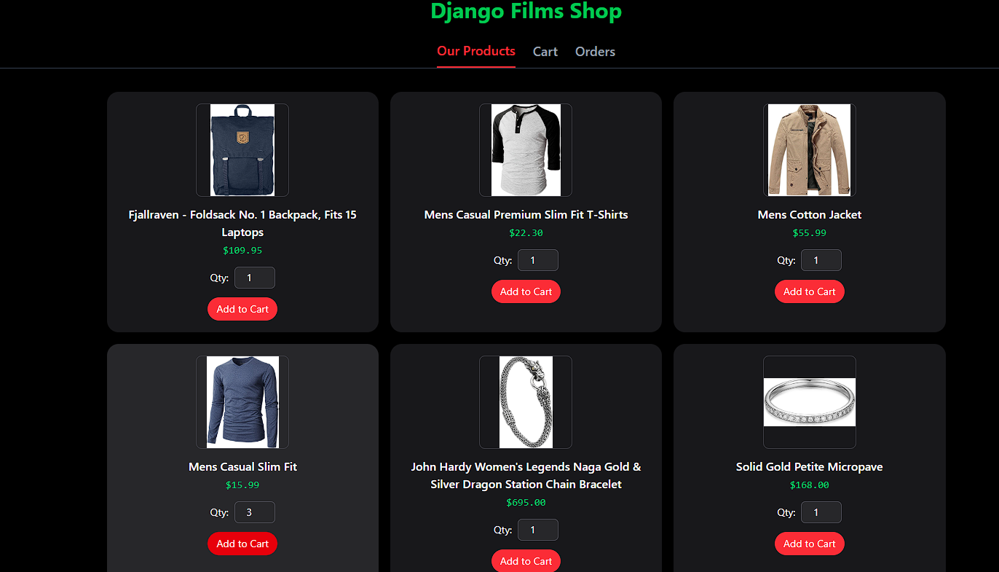 Django Films Shop
Our Products Cart Orders
Fjallraven - Foldsack No. 1 Backpack, Fits 15
Laptops
$109.95
Qty: 1
Add to Cart
Mens Casual Premium Slim Fit T-Shirts
$22.30
Qty: 1
Add to Cart
Mens Cotton Jacket
$55.99
Qty: 1
Add to Cart
Mens Casual Slim Fit
$15.99
Qty: 3
Add to Cart
John Hardy Women's Legends Naga Gold &
Silver Dragon Station Chain Bracelet
$695.00
Qty: 1
Add to Cart
Solid Gold Petite Micropave
$168.00
Qty: 1
Add to Cart